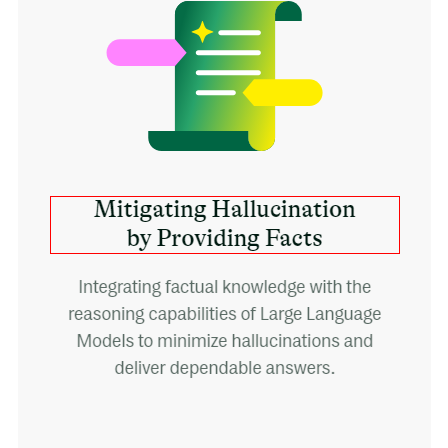 Mitigating Hallucination
by Providing Facts
Integrating factual knowledge with the
reasoning capabilities of Large Language
Models to minimize hallucinations and
deliver dependable answers.